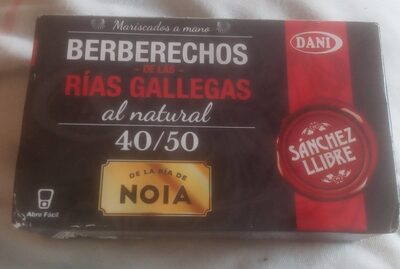 Mariscados a mano
BERBERECHOS
- DE LAS -
RÍAS GALLEGAS
al natural
40/50
DE LA RIA DE
NOIA
Abre Fácil
DANI
SÁNCHEZ
LLIBRE